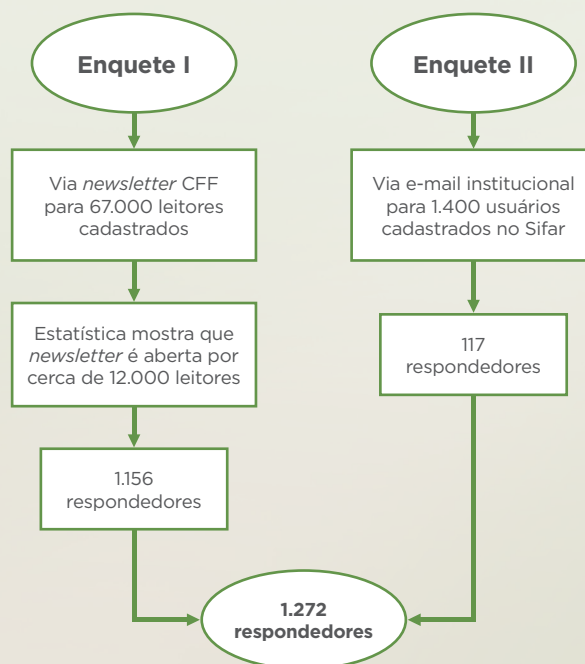 Enquete I
Via newsletter CFF
para 67.000 leitores
cadastrados
Estatística mostra que
newsletter é aberta por
cerca de 12.000 leitores
1.156
respondedores
Enquete II
Via e-mail institucional
para 1.400 usuários
cadastrados no Sifar
117
respondedores
1.272
respondedores